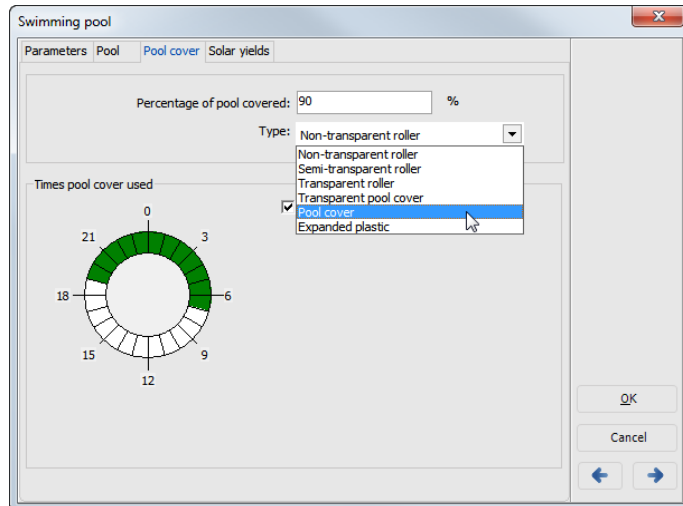 Swimming pool
Parameters Pool Pool cover Solar yields
Percentage of pool covered: 90 %
Type: Non-transparent roller
Non-transparent roller
Semi-transparent roller
Transparent roller
Transparent pool cover
Pool cover
Expanded plastic
Times pool cover used
0
21 3
18 6
15 9
12
OK
Cancel